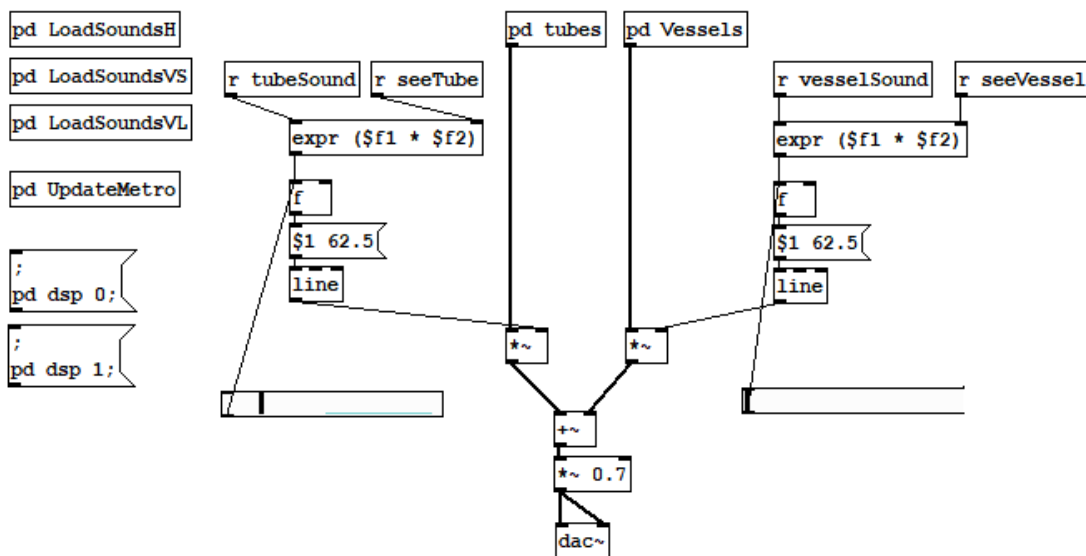 pd LoadSoundsH
pd LoadSoundsVS
pd LoadSoundsVL
pd UpdateMetro
;
pd dsp 0;
;
pd dsp 1;
r tubeSound
r seeTube
expr ($f1 * $f2)
f
$1 62.5
line
pd tubes
pd Vessels
*~
*~
+~
*~ 0.7
dac~
r vesselSound
r seeVessel
expr ($f1 * $f2)
f
$1 62.5
line